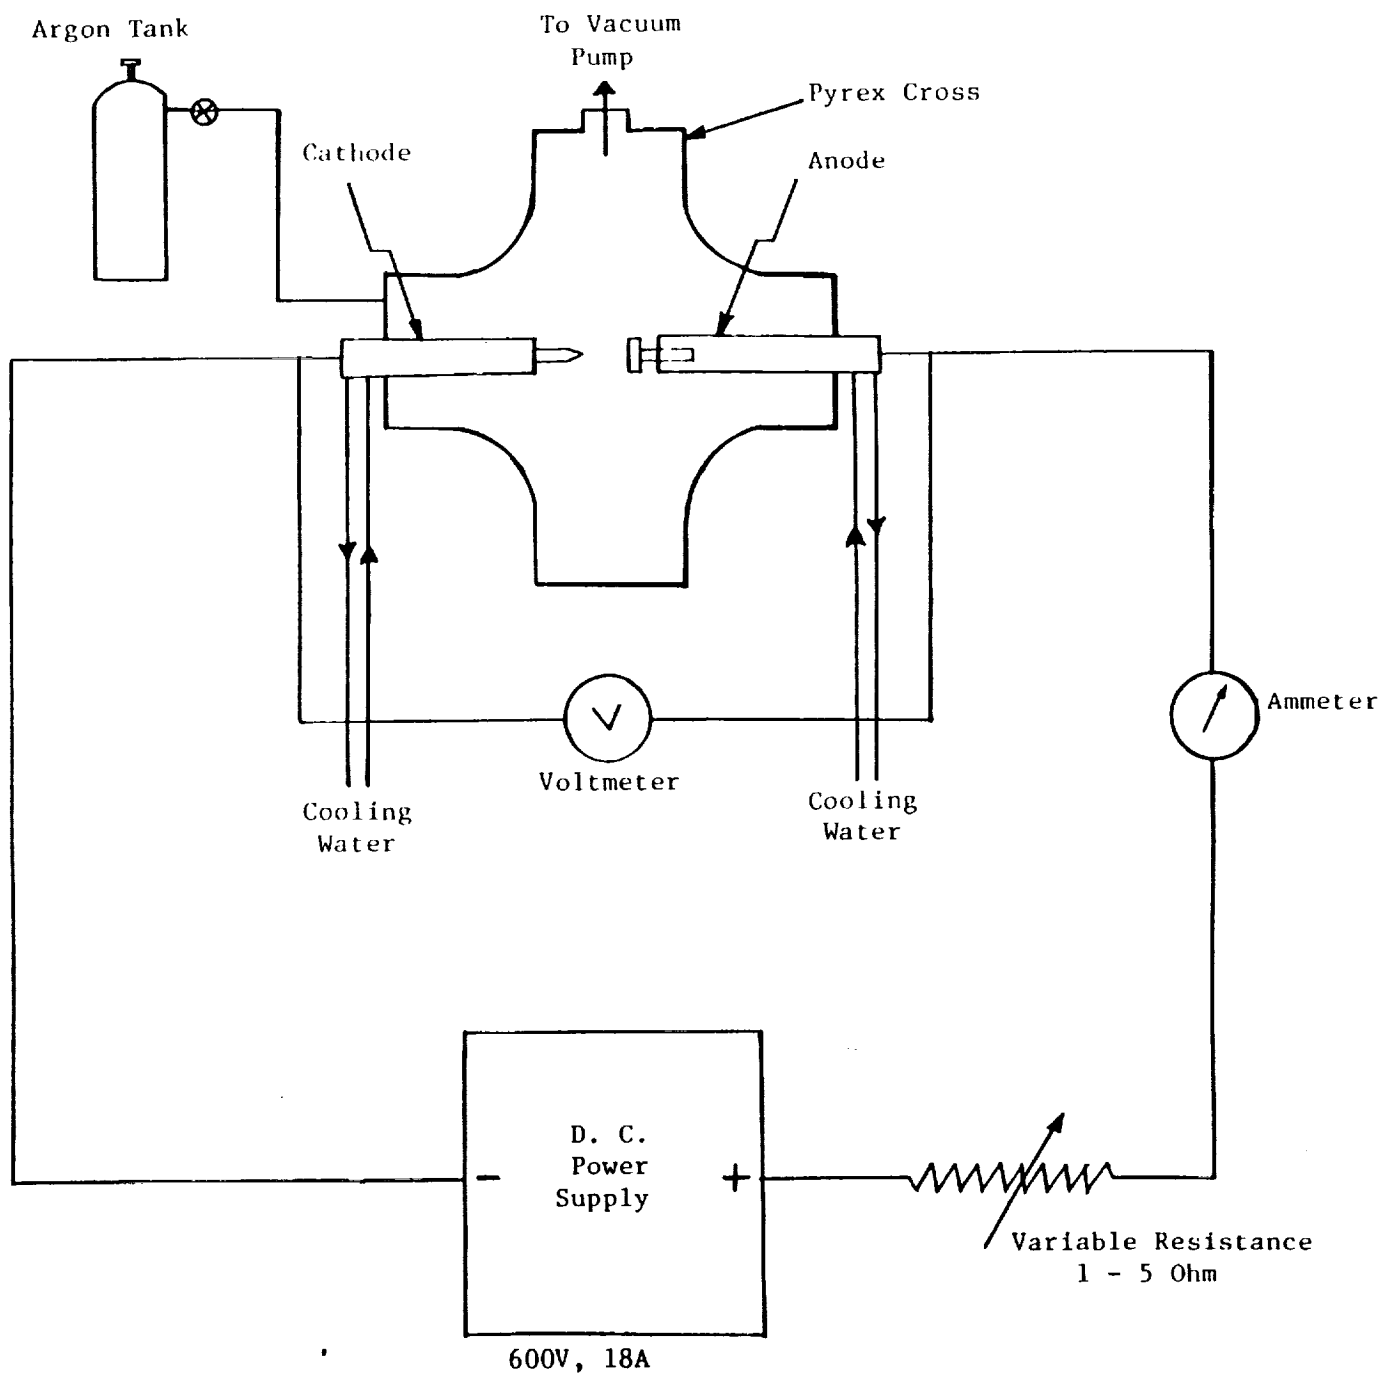 Argon Tank
To Vacuum
Pump
Pyrex Cross
Cathode
Anode
Ammeter
V
Voltmeter
Cooling
Water
Cooling
Water
D. C.
Power
Supply
- +
Variable Resistance
1 - 5 Ohm
600V, 18A